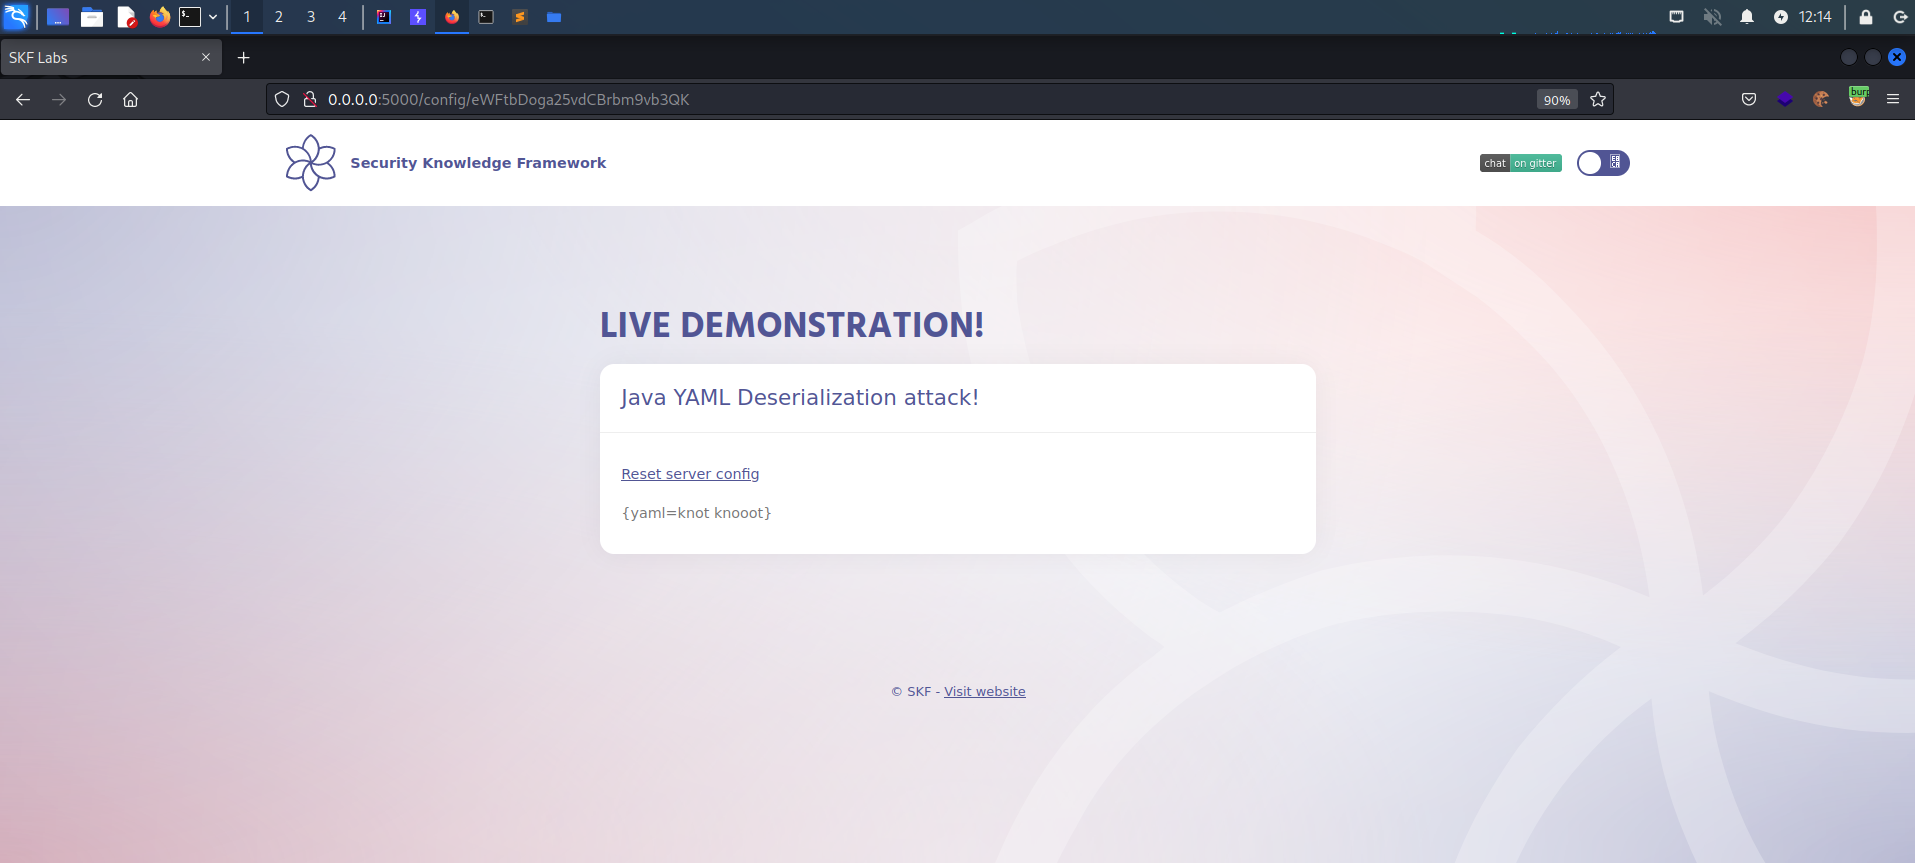 1 2 3 4 12:14
SKF Labs
0.0.0.0:5000/config/eWFtbDoga25vdCBrbm9vb3QK 90% burp
Security Knowledge Framework chat on gitter
LIVE DEMONSTRATION!
Java YAML Deserialization attack!
Reset server config
{yaml=knot knooot}
© SKF - Visit website